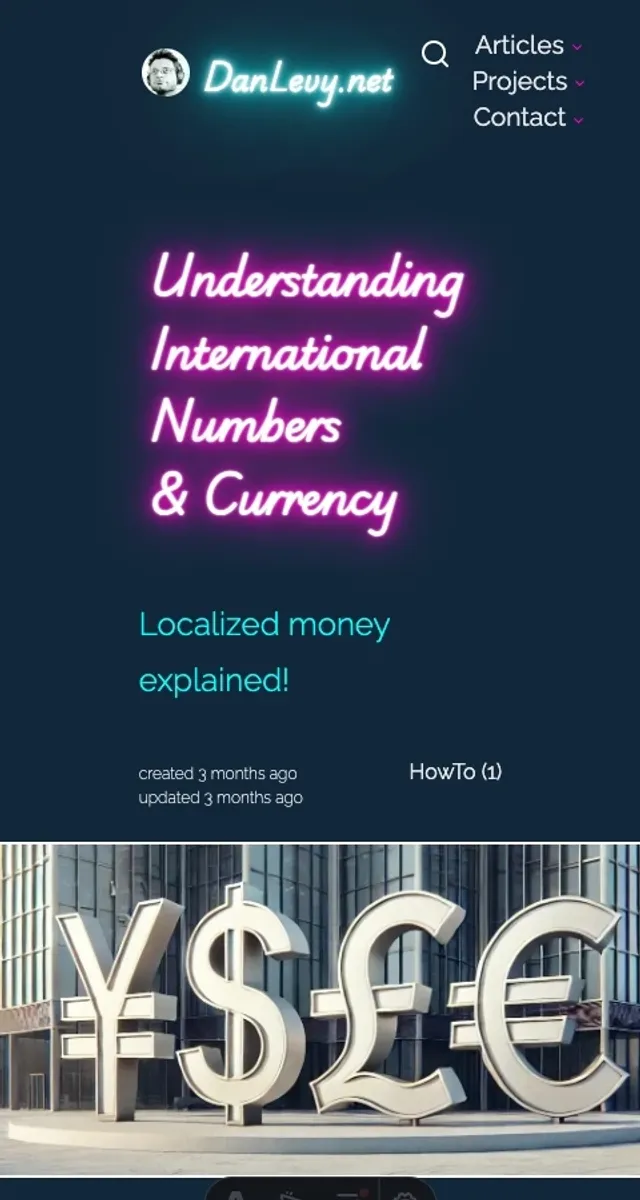 DanLevy.net
Articles
Projects
Contact
Understanding
International
Numbers
& Currency
Localized money
explained!
created 3 months ago
updated 3 months ago
HowTo (1)
¥$£€